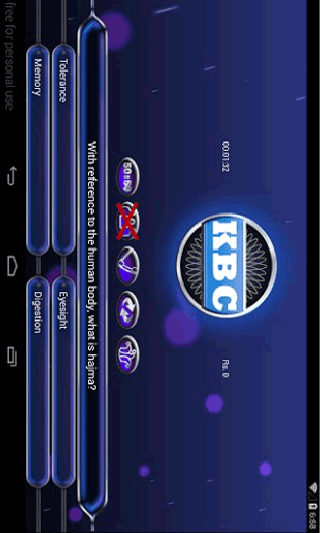 6:58
00:01:32
KBC
Rs. 0
50:50
With reference to the human body, what is hajma?
Tolerance
Eyesight
Memory
Digestion
free for personal use